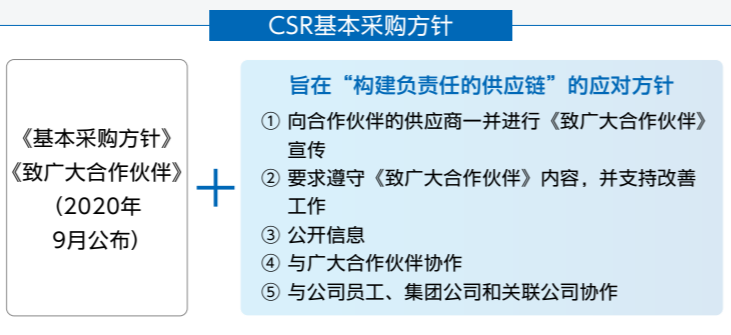 CSR基本采购方针
《基本采购方针》
《致广大合作伙伴》
(2020年
9月公布)
+
旨在“构建负责任的供应链”的应对方针
① 向合作伙伴的供应商一并进行《致广大合作伙伴》
宣传
② 要求遵守《致广大合作伙伴》内容，并支持改善
工作
③ 公开信息
④ 与广大合作伙伴协作
⑤ 与公司员工、集团公司和关联公司协作